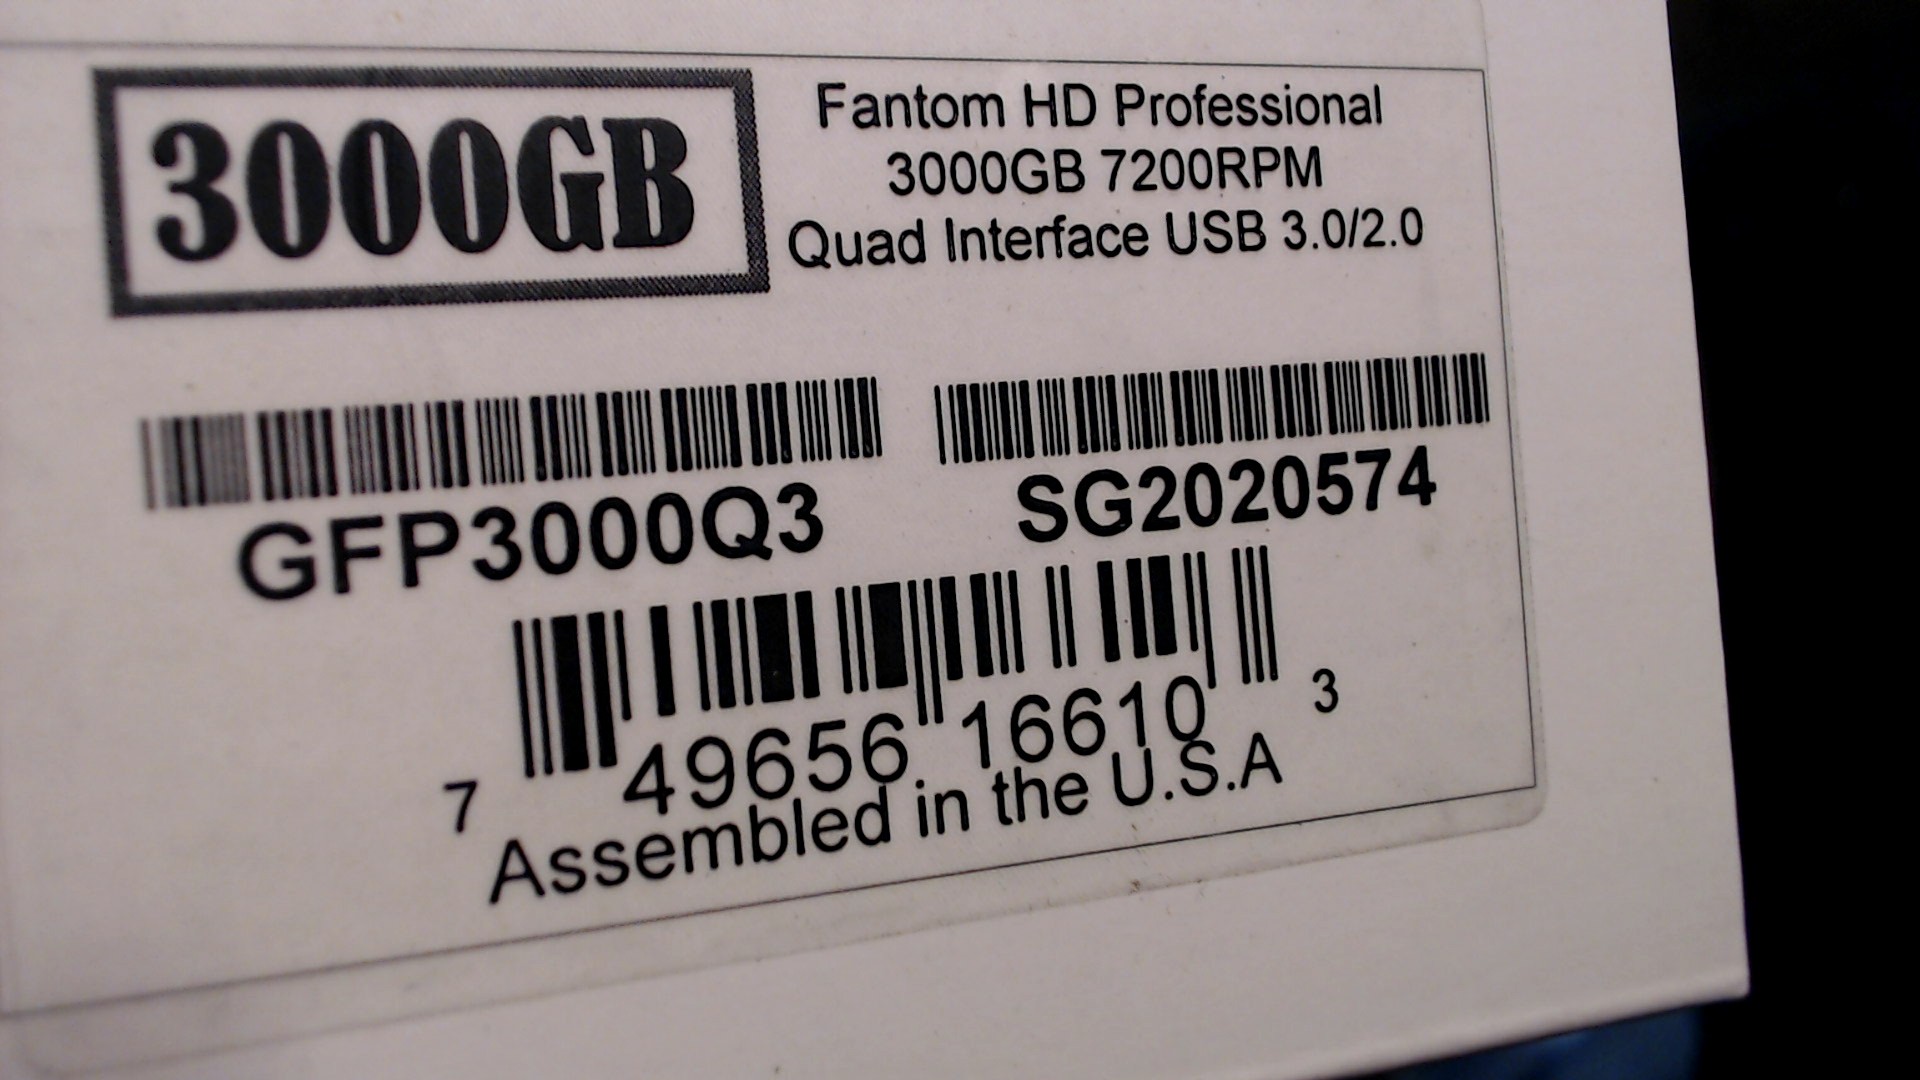 3000GB
Fantom HD Professional
3000GB 7200RPM
Quad Interface USB 3.0/2.0
GFP3000Q3
SG2020574
7 49656 16610 3
Assembled in the U.S.A